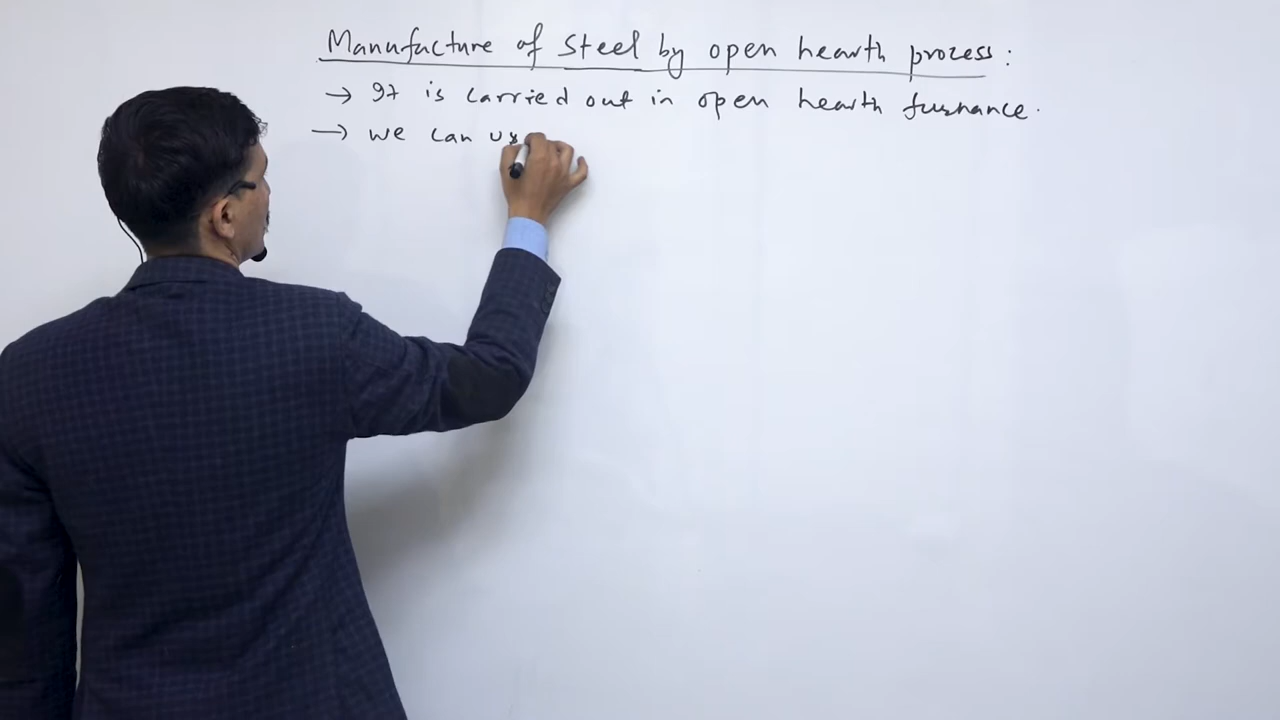 Manufacture of steel by open hearth process :
→ It is carried out in open hearth furnance.
→ we can us